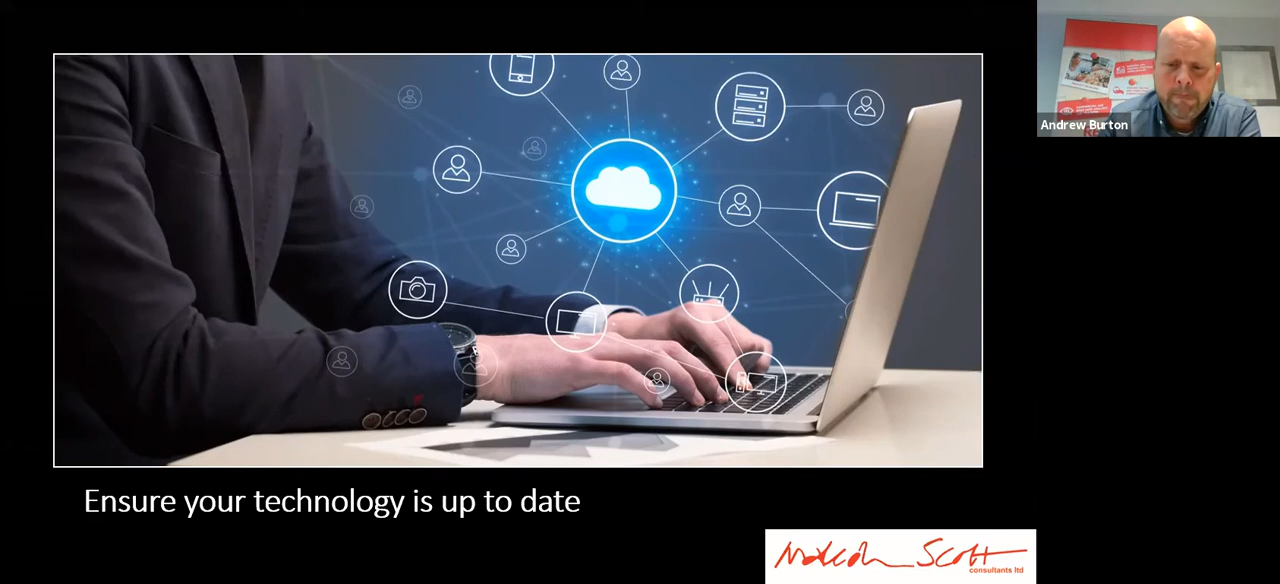 Andrew Burton
Ensure your technology is up to date
Malcolm Scott
consultants ltd